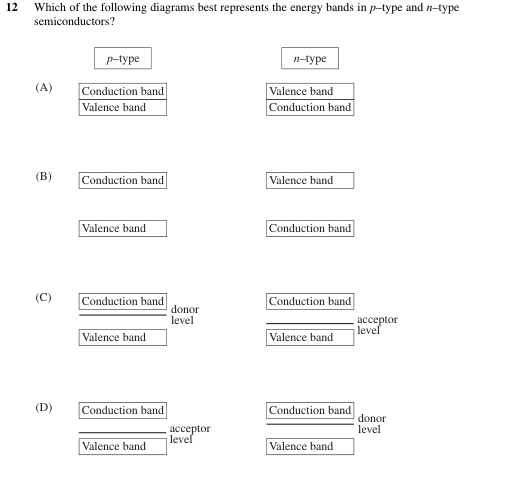 12 Which of the following diagrams best represents the energy bands in p–type and n–type
semiconductors?
p–type n–type
(A) Conduction band Valence band
Valence band Conduction band
(B) Conduction band Valence band
Valence band Conduction band
(C) Conduction band donor level Conduction band
Valence band Valence band acceptor level
(D) Conduction band Conduction band donor level
Valence band acceptor level Valence band